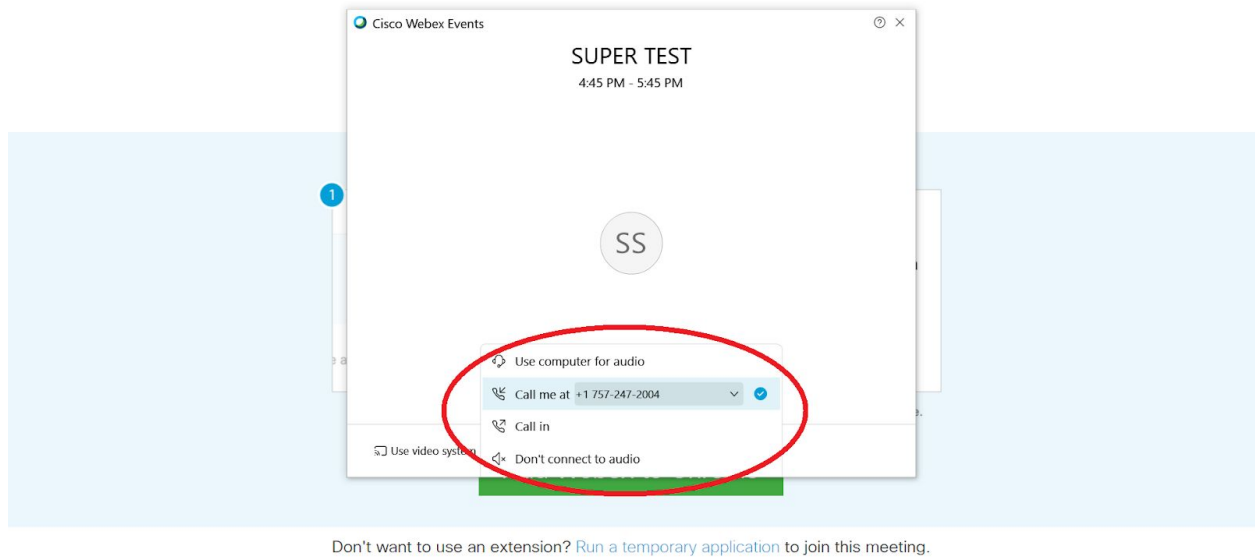 Cisco Webex Events
SUPER TEST
4:45 PM - 5:45 PM
1
SS
Use computer for audio
Call me at +1 757-247-2004
Call in
Use video system
Don't connect to audio
Don't want to use an extension? Run a temporary application to join this meeting.